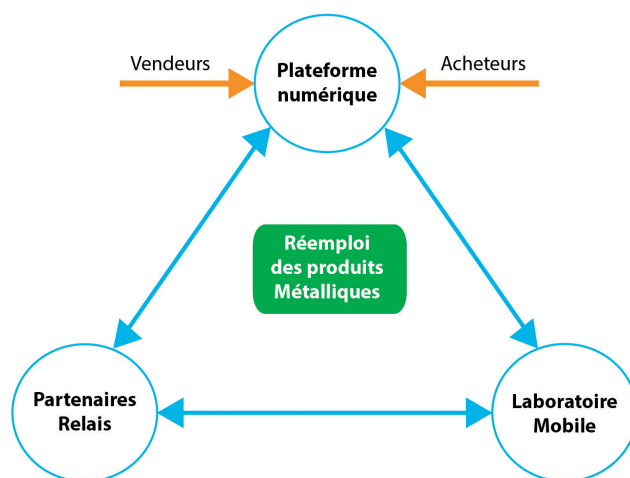 Vendeurs
Acheteurs
Plateforme
numérique
Réemploi
des produits
Métalliques
Partenaires
Relais
Laboratoire
Mobile